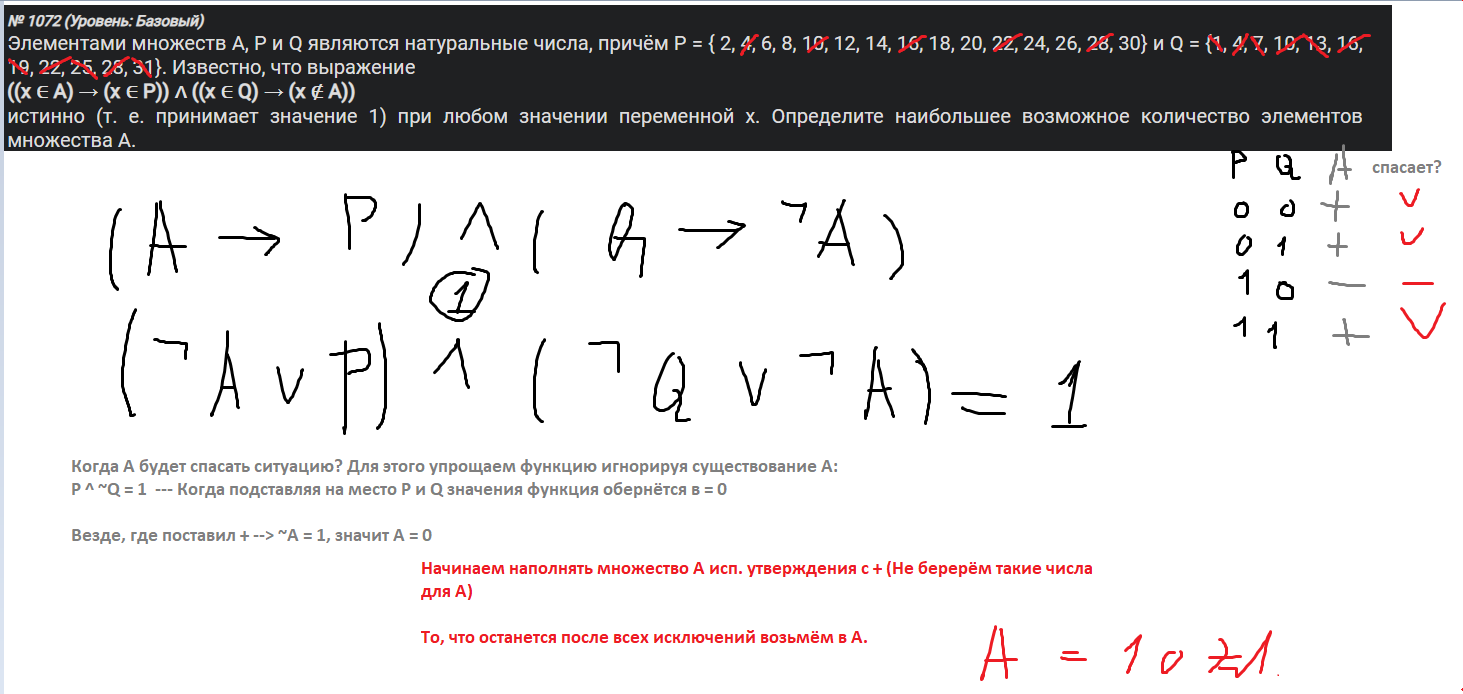 № 1072 (Уровень: Базовый)
Элементами множеств А, P и Q являются натуральные числа, причём P = { 2, 4, 6, 8, 10, 12, 14, 16, 18, 20, 22, 24, 26, 28, 30} и Q = {1, 4, 7, 10, 13, 16,
19, 22, 25, 28, 31}. Известно, что выражение
((x ∈ A) → (x ∈ P)) ∧ ((x ∈ Q) → (x ∉ A))
истинно (т. е. принимает значение 1) при любом значении переменной x. Определите наибольшее возможное количество элементов
множества A.
P Q A спасает?
0 0 + v
0 1 + v
1 0 – –
1 1 + V
(A → P) ∧ (Q → ¬A)
1
(¬A ∨ P) ∧ (¬Q ∨ ¬A) = 1
Когда А будет спасать ситуацию? Для этого упрощаем функцию игнорируя существование А:
P ^ ~Q = 1 --- Когда подставляя на место P и Q значения функция обернётся в = 0
Везде, где поставил + --> ~A = 1, значит A = 0
Начинаем наполнять множество А исп. утверждения с + (Не берерём такие числа
для А)
То, что останется после всех исключений возьмём в А.
A = 10 эл.